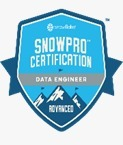 snowflake
SNOWPRO™
CERTIFICATION
DATA ENGINEER
ADVANCED